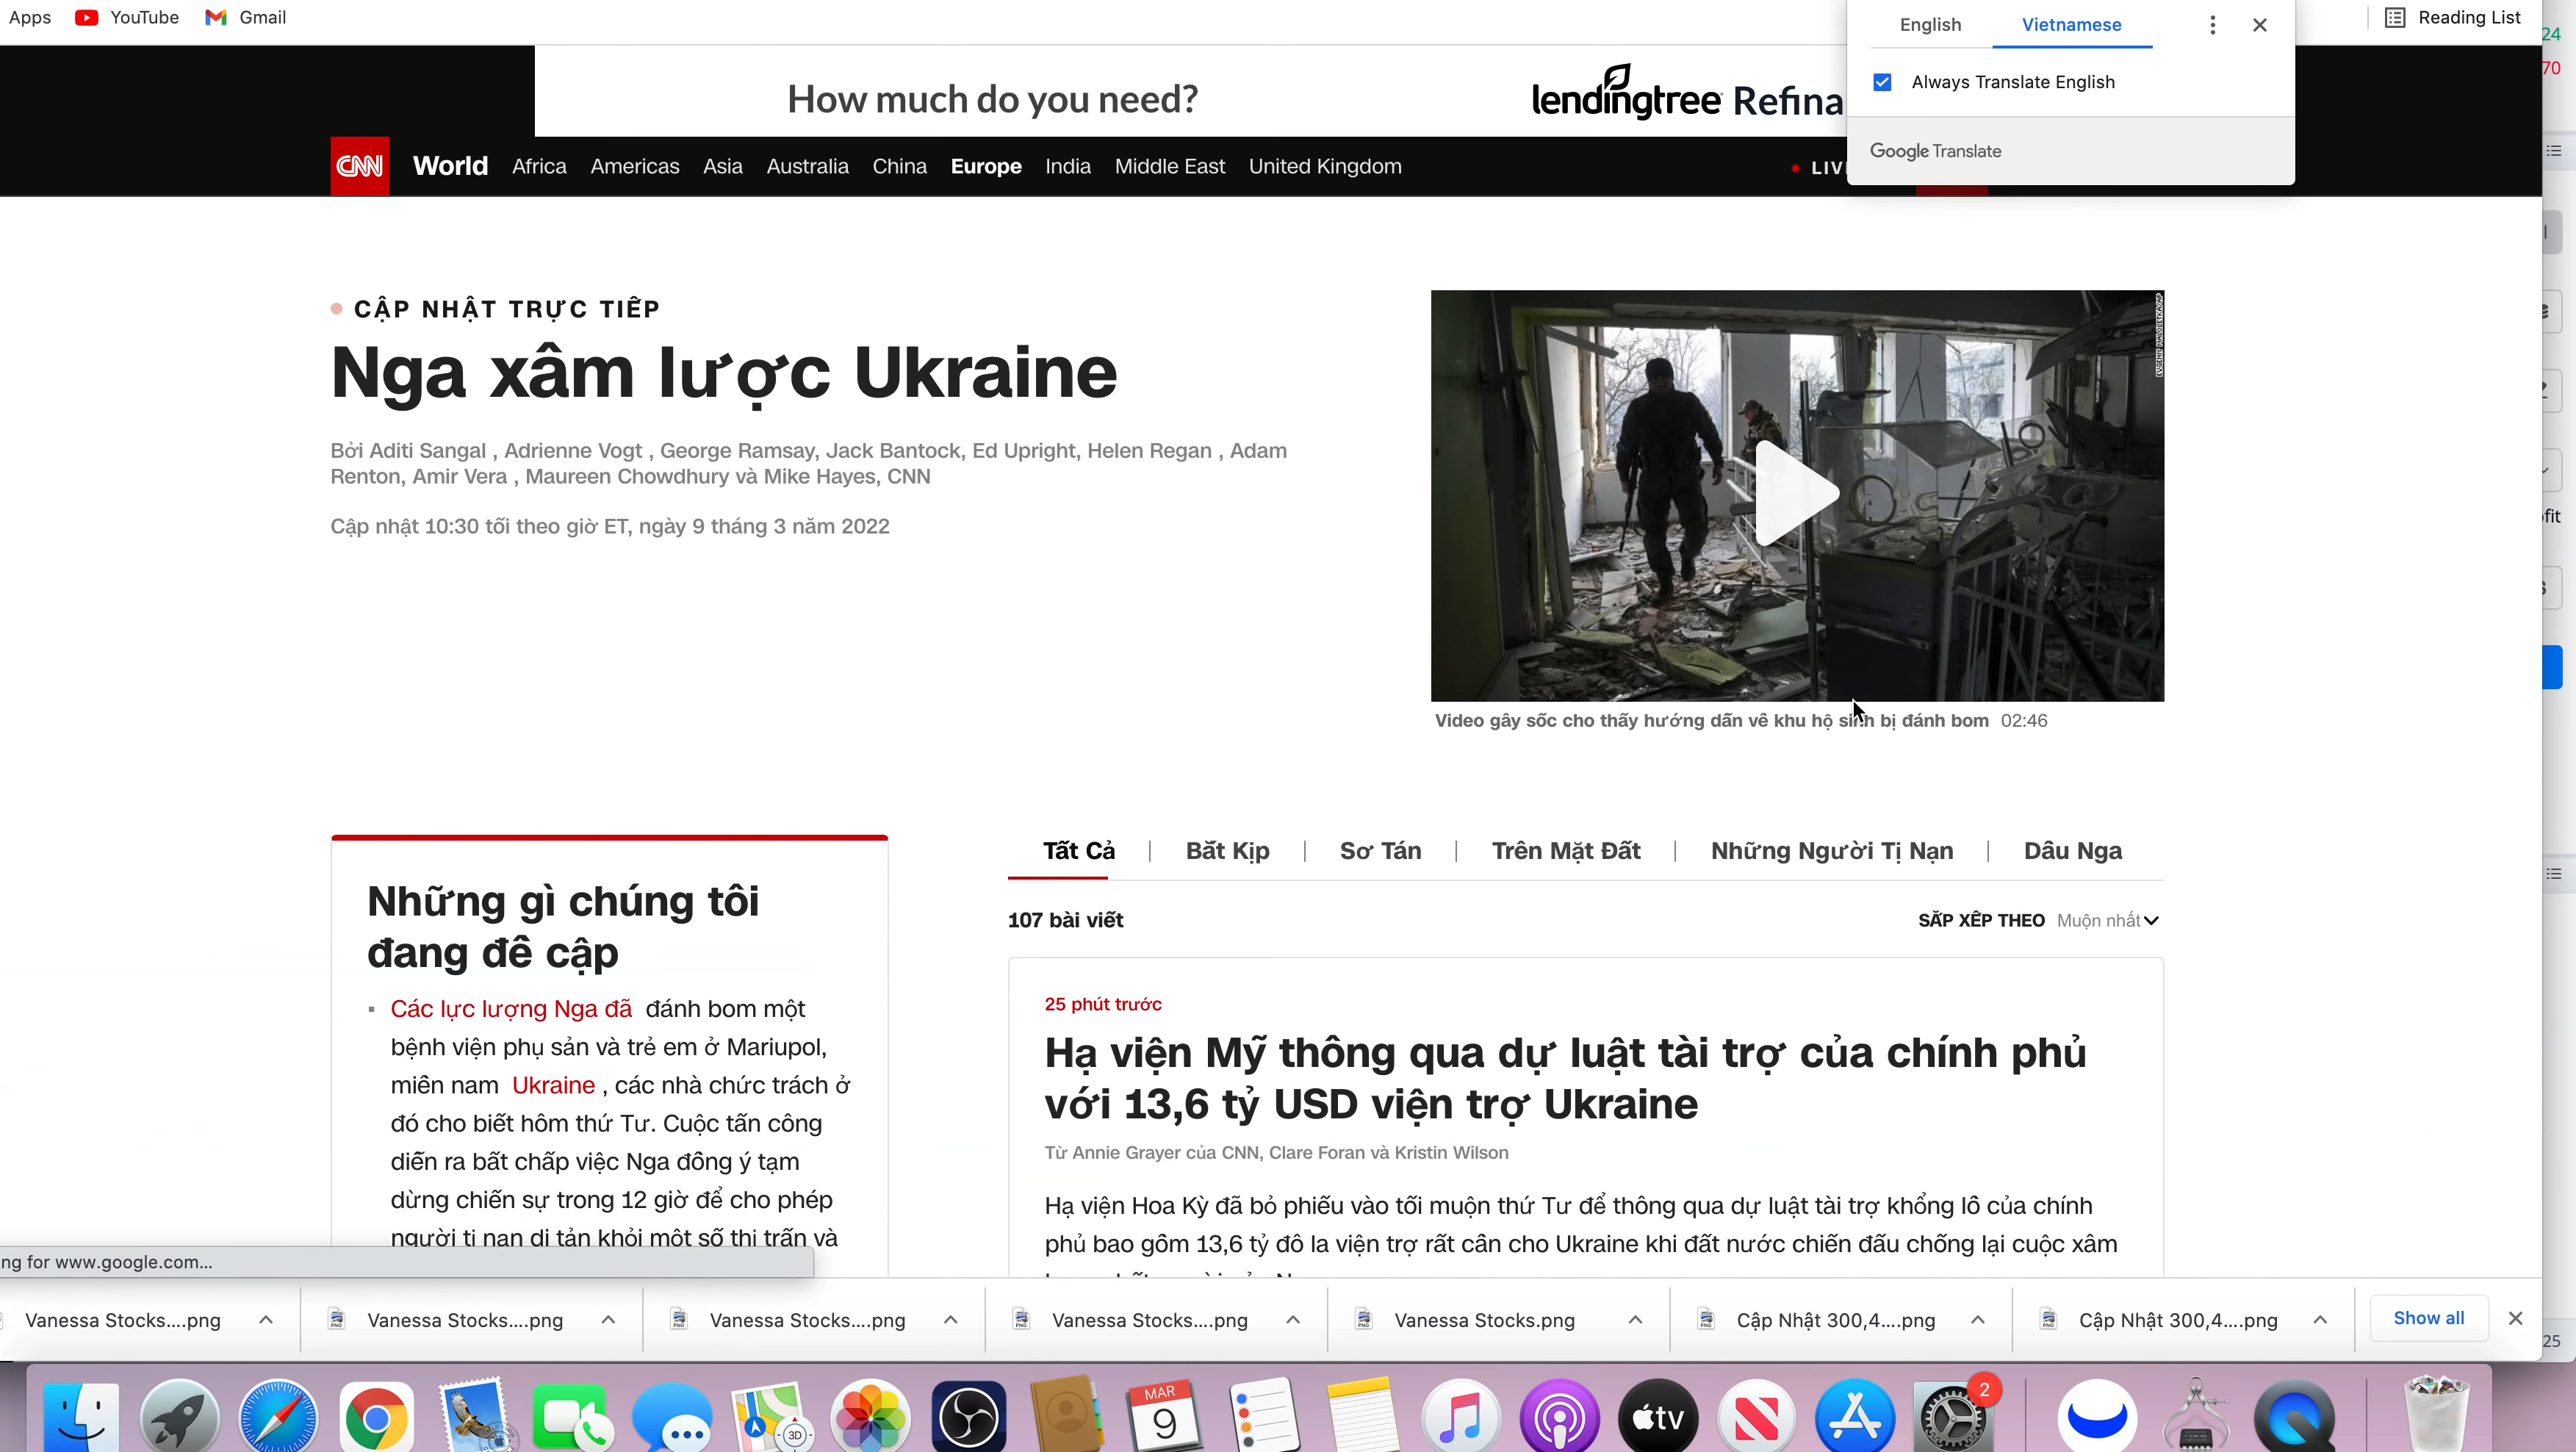 Apps YouTube Gmail
Reading List
English Vietnamese
Always Translate English
Google Translate
24
70
How much do you need?
lendingtree Refina
CNN World Africa Americas Asia Australia China Europe India Middle East United Kingdom
CẬP NHẬT TRỰC TIẾP
Nga xâm lược Ukraine
Bởi Aditi Sangal , Adrienne Vogt , George Ramsay, Jack Bantock, Ed Upright, Helen Regan , Adam
Renton, Amir Vera , Maureen Chowdhury và Mike Hayes, CNN
Cập nhật 10:30 tối theo giờ ET, ngày 9 tháng 3 năm 2022
Video gây sốc cho thấy hướng dẫn về khu hộ sinh bị đánh bom 02:46
Những gì chúng tôi
đang đề cập
Các lực lượng Nga đã đánh bom một
bệnh viện phụ sản và trẻ em ở Mariupol,
miền nam Ukraine , các nhà chức trách ở
đó cho biết hôm thứ Tư. Cuộc tấn công
diễn ra bất chấp việc Nga đồng ý tạm
dừng chiến sự trong 12 giờ để cho phép
người tị nạn di tản khỏi một số thị trấn và
Tất Cả | Bắt Kịp | Sơ Tán | Trên Mặt Đất | Những Người Tị Nạn | Dầu Nga
107 bài viết
SẮP XẾP THEO Muộn nhất
25 phút trước
Hạ viện Mỹ thông qua dự luật tài trợ của chính phủ
với 13,6 tỷ USD viện trợ Ukraine
Từ Annie Grayer của CNN, Clare Foran và Kristin Wilson
Hạ viện Hoa Kỳ đã bỏ phiếu vào tối muộn thứ Tư để thông qua dự luật tài trợ khổng lồ của chính
phủ bao gồm 13,6 tỷ đô la viện trợ rất cần cho Ukraine khi đất nước chiến đấu chống lại cuộc xâm
ng for www.google.com...
Vanessa Stocks....png Vanessa Stocks....png Vanessa Stocks....png Vanessa Stocks....png Vanessa Stocks.png Cập Nhật 300,4....png Cập Nhật 300,4....png Show all
25
MAR
9
3D
tv
2